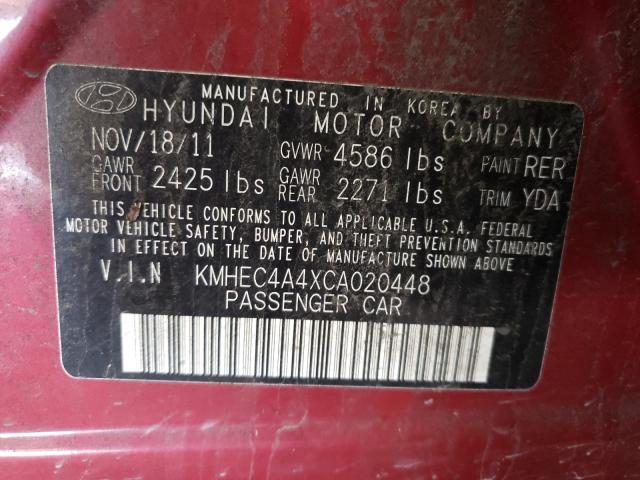 MANUFACTURED IN KOREA BY
HYUNDAI MOTOR COMPANY
NOV/18/11 GVWR 4586 lbs PAINT RER
GAWR FRONT 2425 lbs GAWR REAR 2271 lbs TRIM YDA
THIS VEHICLE CONFORMS TO ALL APPLICABLE U.S.A. FEDERAL
MOTOR VEHICLE SAFETY, BUMPER, AND THEFT PREVENTION STANDARDS
IN EFFECT ON THE DATE OF MANUFACTURE SHOWN ABOVE
V.I.N KMHEC4A4XCA020448
PASSENGER CAR